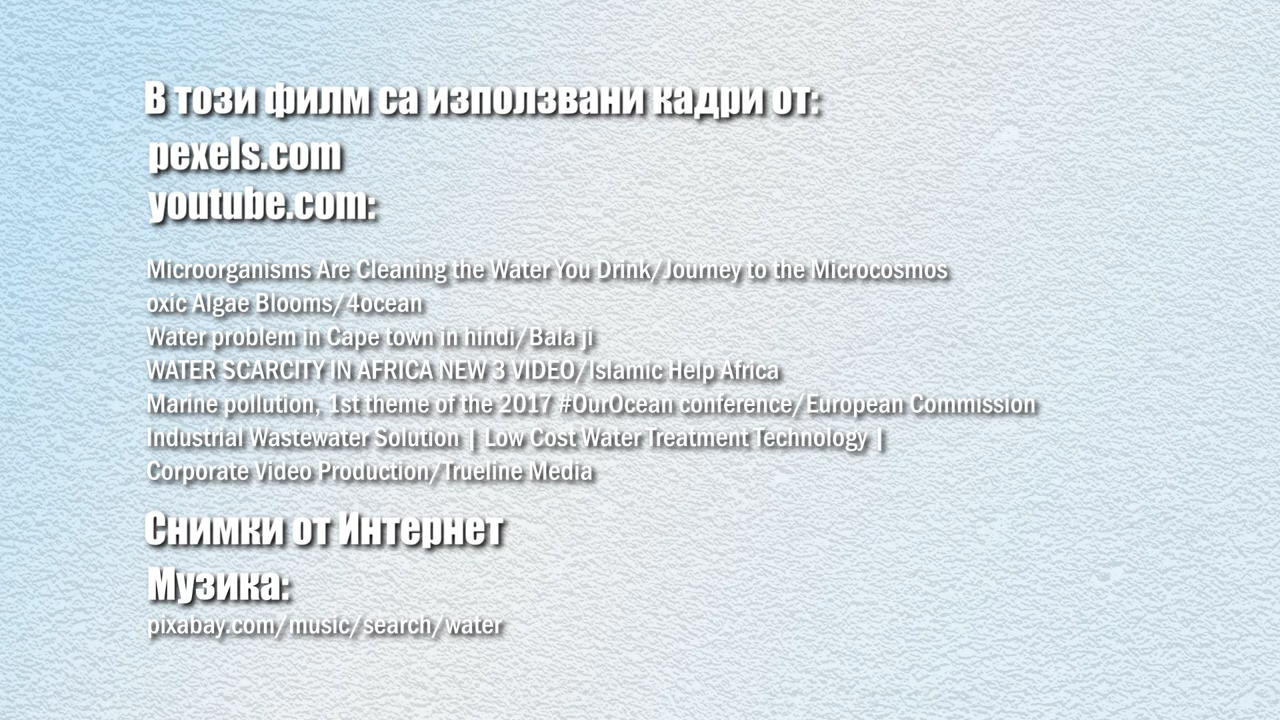 В този филм са използвани кадри от:
pexels.com
youtube.com:
Microorganisms Are Cleaning the Water You Drink/Journey to the Microcosmos
oxic Algae Blooms/4ocean
Water problem in Cape town in hindi/Bala ji
WATER SCARCITY IN AFRICA NEW 3 VIDEO/Islamic Help Africa
Marine pollution, 1st theme of the 2017 #OurOcean conference/European Commission
Industrial Wastewater Solution | Low Cost Water Treatment Technology |
Corporate Video Production/Trueline Media
Снимки от Интернет
Музика:
pixabay.com/music/search/water